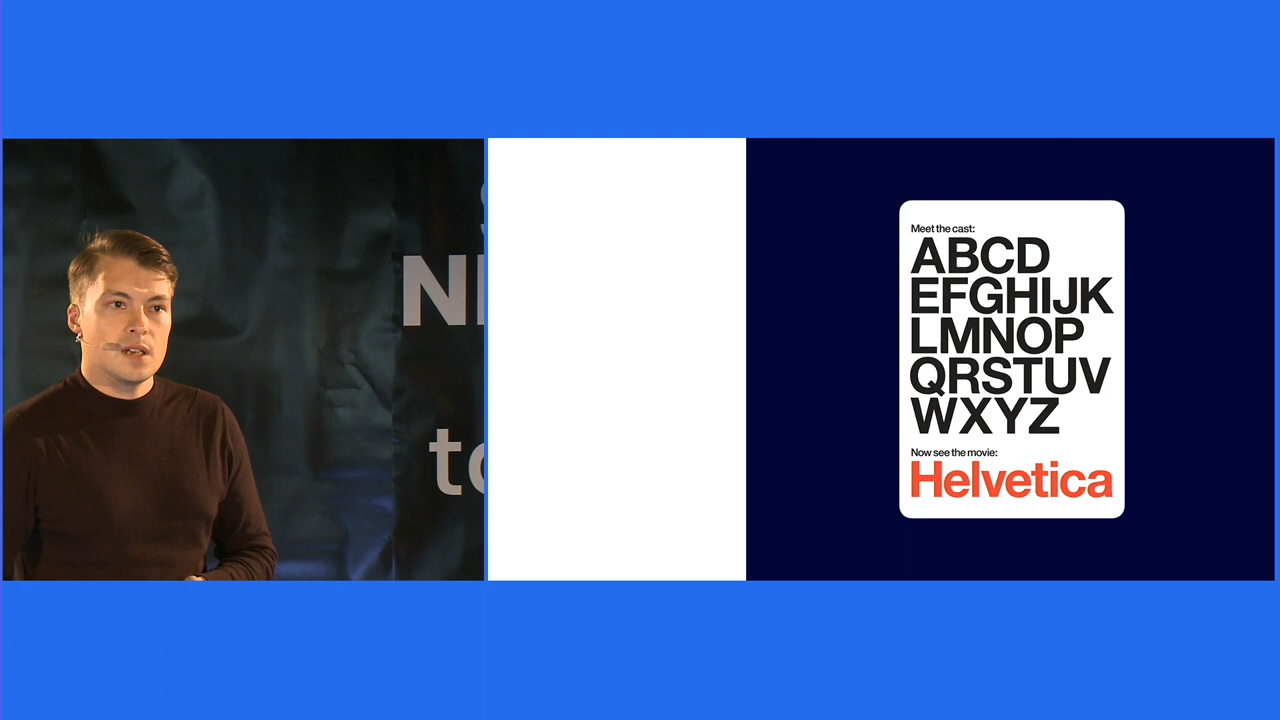 Meet the cast:
ABCD
EFGHIJK
LMNOP
QRSTUV
WXYZ
Now see the movie:
Helvetica